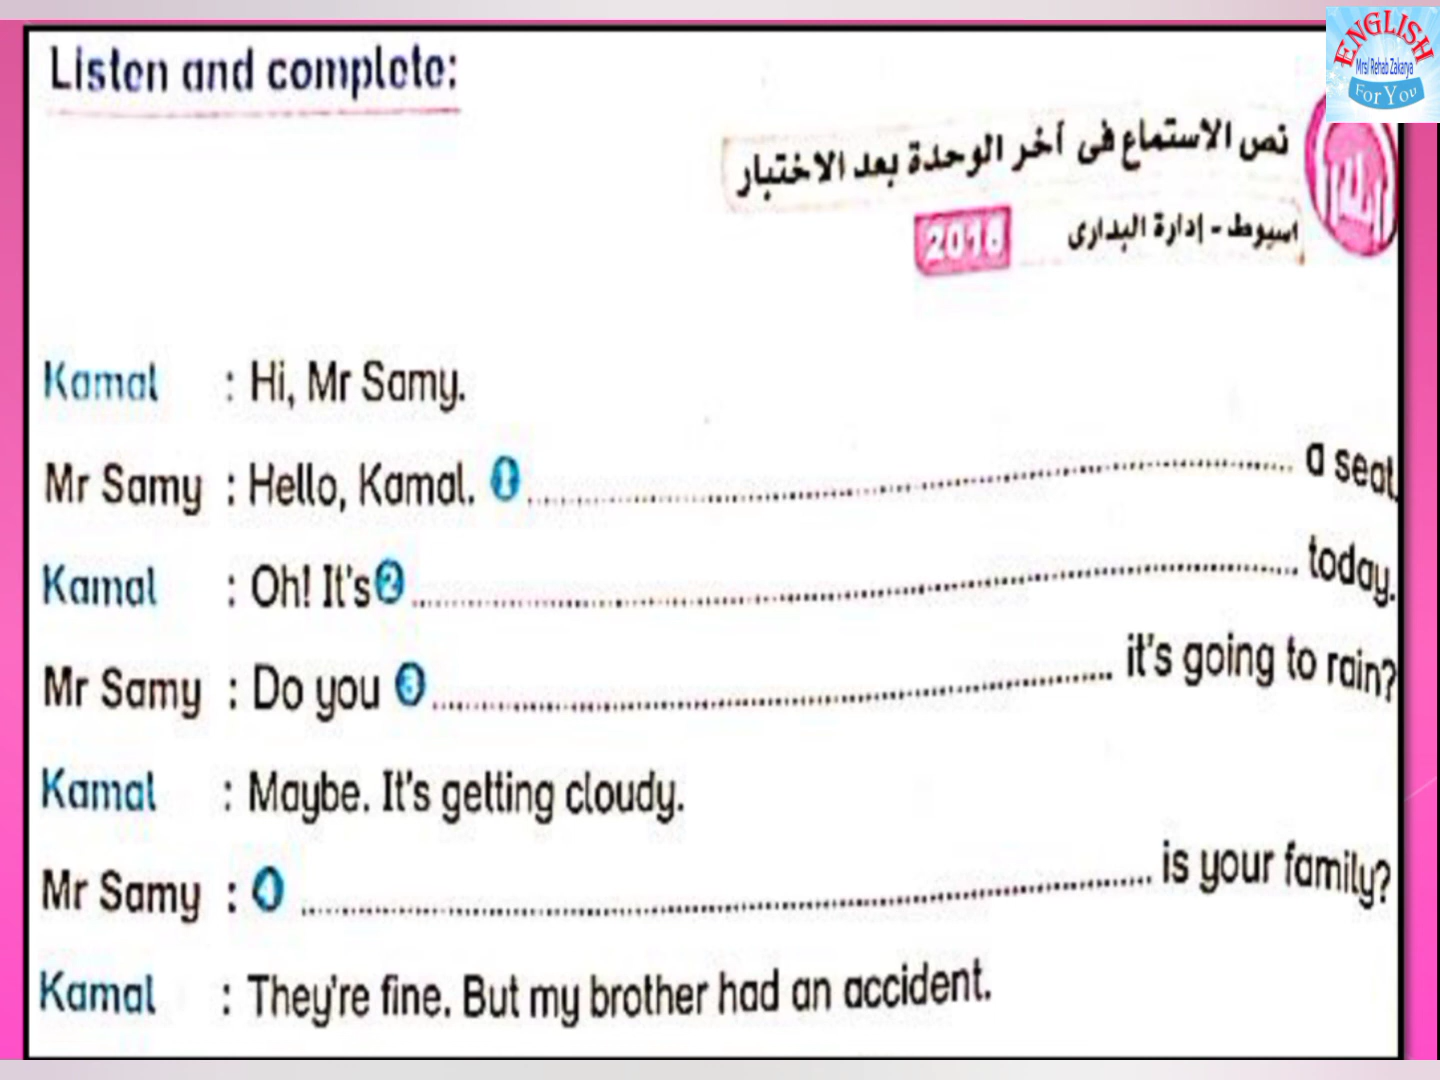 ENGLISH
Mrs/ Rehab Zakarya
For You
Listen and complete:
نص الاستماع فى آخر الوحدة بعد الاختبار
اسيوط - إدارة البدارى 2016
Kamal : Hi, Mr Samy.
Mr Samy : Hello, Kamal. 1 ........................ a seat.
Kamal : Oh! It's 2 ........................ today.
Mr Samy : Do you 3 ........................ it's going to rain?
Kamal : Maybe. It's getting cloudy.
Mr Samy : 4 ........................ is your family?
Kamal : They're fine. But my brother had an accident.